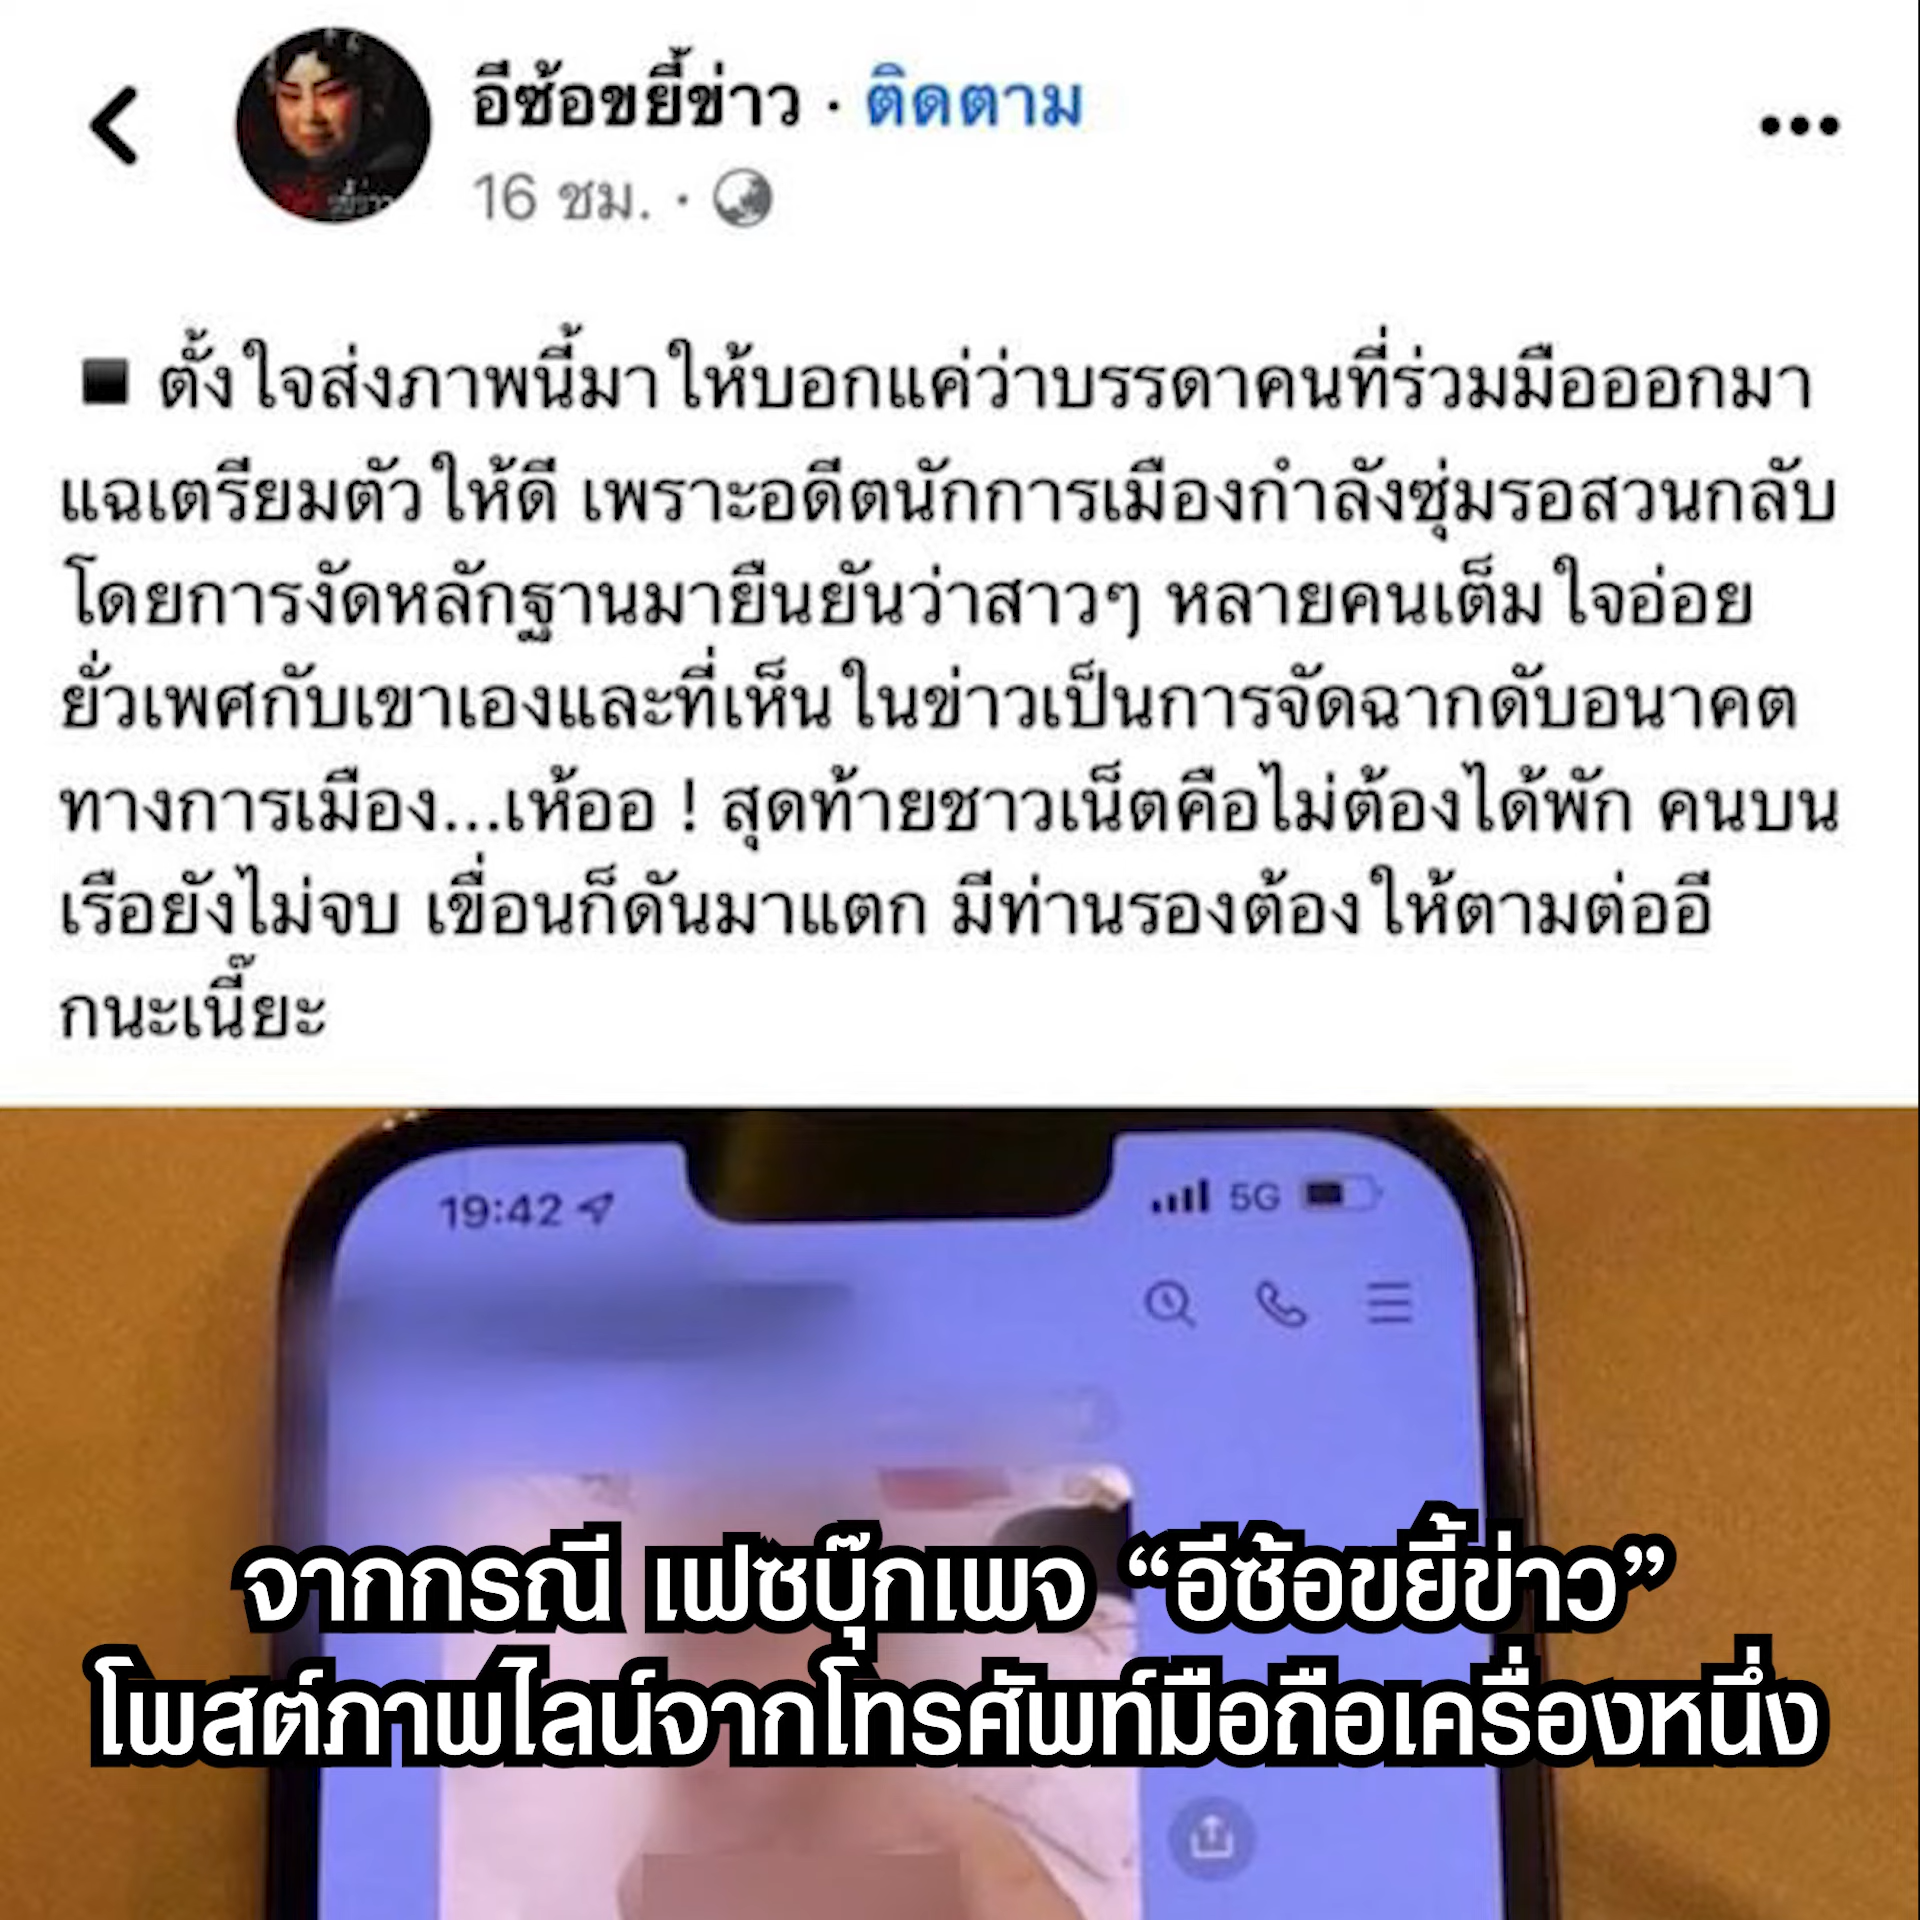 อีซ้อขยี้ข่าว · ติดตาม
16 ชม. ·
▪ ตั้งใจส่งภาพนี้มาให้บอกแค่ว่าบรรดาคนที่ร่วมมือออกมา
แฉเตรียมตัวให้ดี เพราะอดีตนักการเมืองกำลังซุ่มรอสวนกลับ
โดยการงัดหลักฐานมายืนยันว่าสาวๆ หลายคนเต็มใจอ่อย
ยั่วเพศกับเขาเองและที่เห็นในข่าวเป็นการจัดฉากดับอนาคต
ทางการเมือง...เห้ออ ! สุดท้ายชาวเน็ตคือไม่ต้องได้พัก คนบน
เรือยังไม่จบ เขื่อนก็ดันมาแตก มีท่านรองต้องให้ตามต่ออี
กนะเนี๊ยะ
19:42
5G
จากกรณี เฟซบุ๊กเพจ “อีซ้อขยี้ข่าว”
โพสต์ภาพไลน์จากโทรศัพท์มือถือเครื่องหนึ่ง